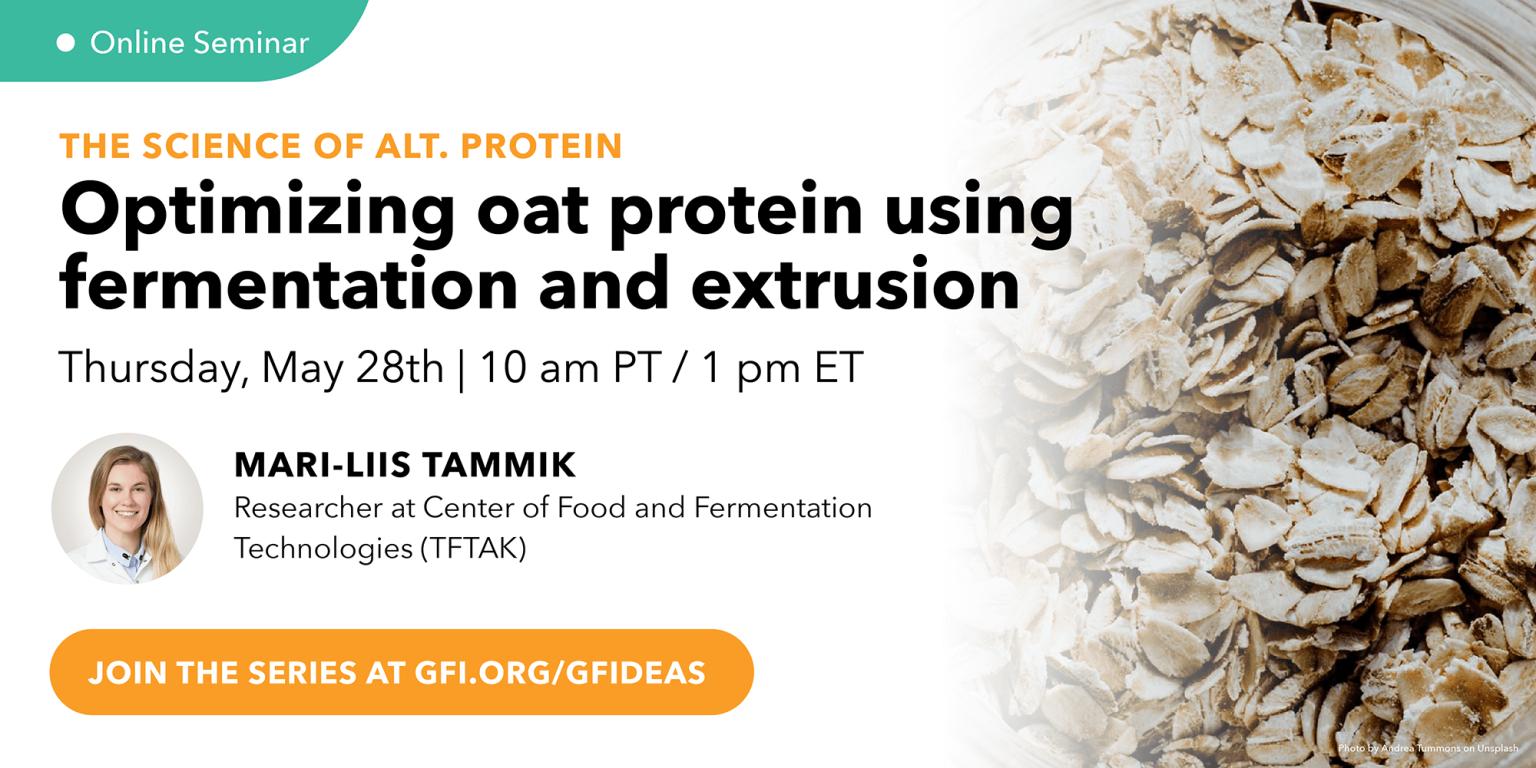 Online Seminar
THE SCIENCE OF ALT. PROTEIN
Optimizing oat protein using
fermentation and extrusion
Thursday, May 28th | 10 am PT / 1 pm ET
MARI-LIIS TAMMIK
Researcher at Center of Food and Fermentation
Technologies (TFTAK)
JOIN THE SERIES AT GFI.ORG/GFIDEAS
Photo by Andrea Tummons on Unsplash